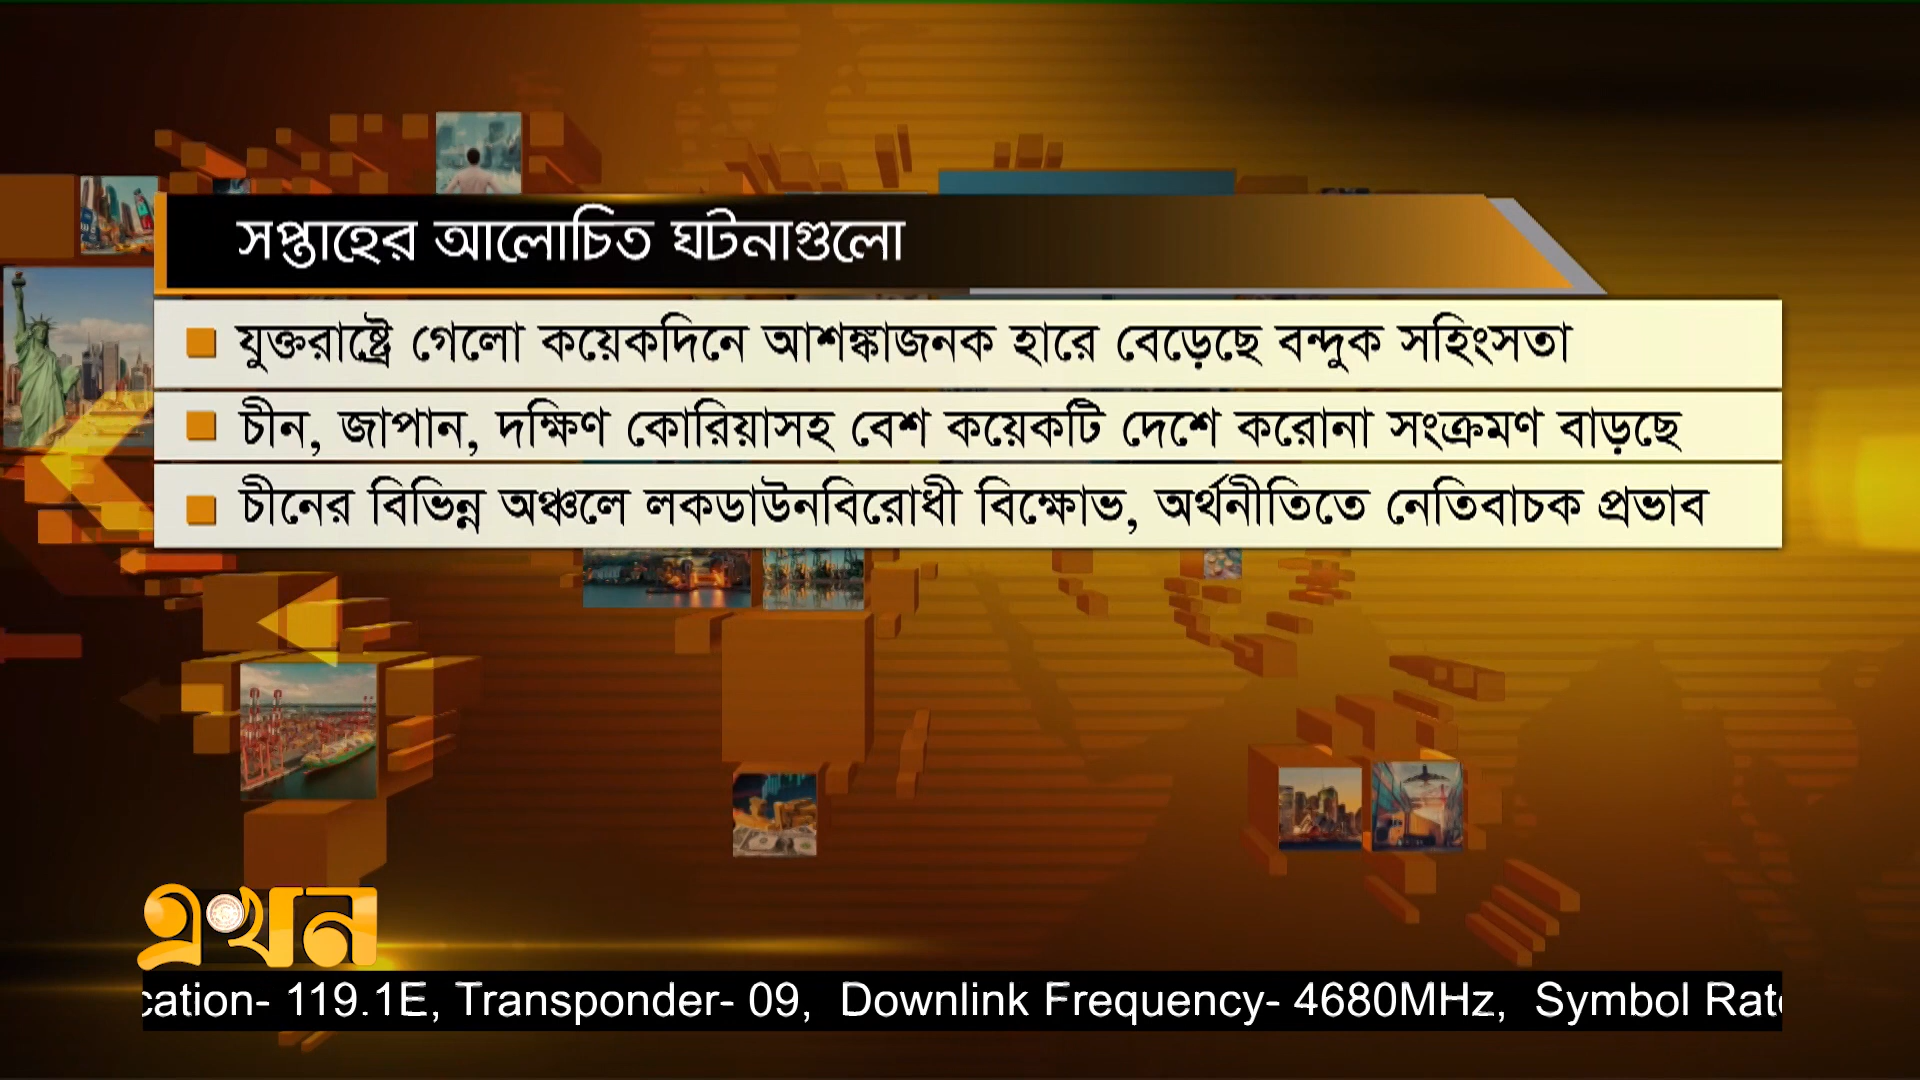 সপ্তাহের আলোচিত ঘটনাগুলো
যুক্তরাষ্ট্রে গেলো কয়েকদিনে আশঙ্কাজনক হারে বেড়েছে বন্দুক সহিংসতা
চীন, জাপান, দক্ষিণ কোরিয়াসহ বেশ কয়েকটি দেশে করোনা সংক্রমণ বাড়ছে
চীনের বিভিন্ন অঞ্চলে লকডাউনবিরোধী বিক্ষোভ, অর্থনীতিতে নেতিবাচক প্রভাব
এখন
cation- 119.1E, Transponder- 09, Downlink Frequency- 4680MHz, Symbol Rat